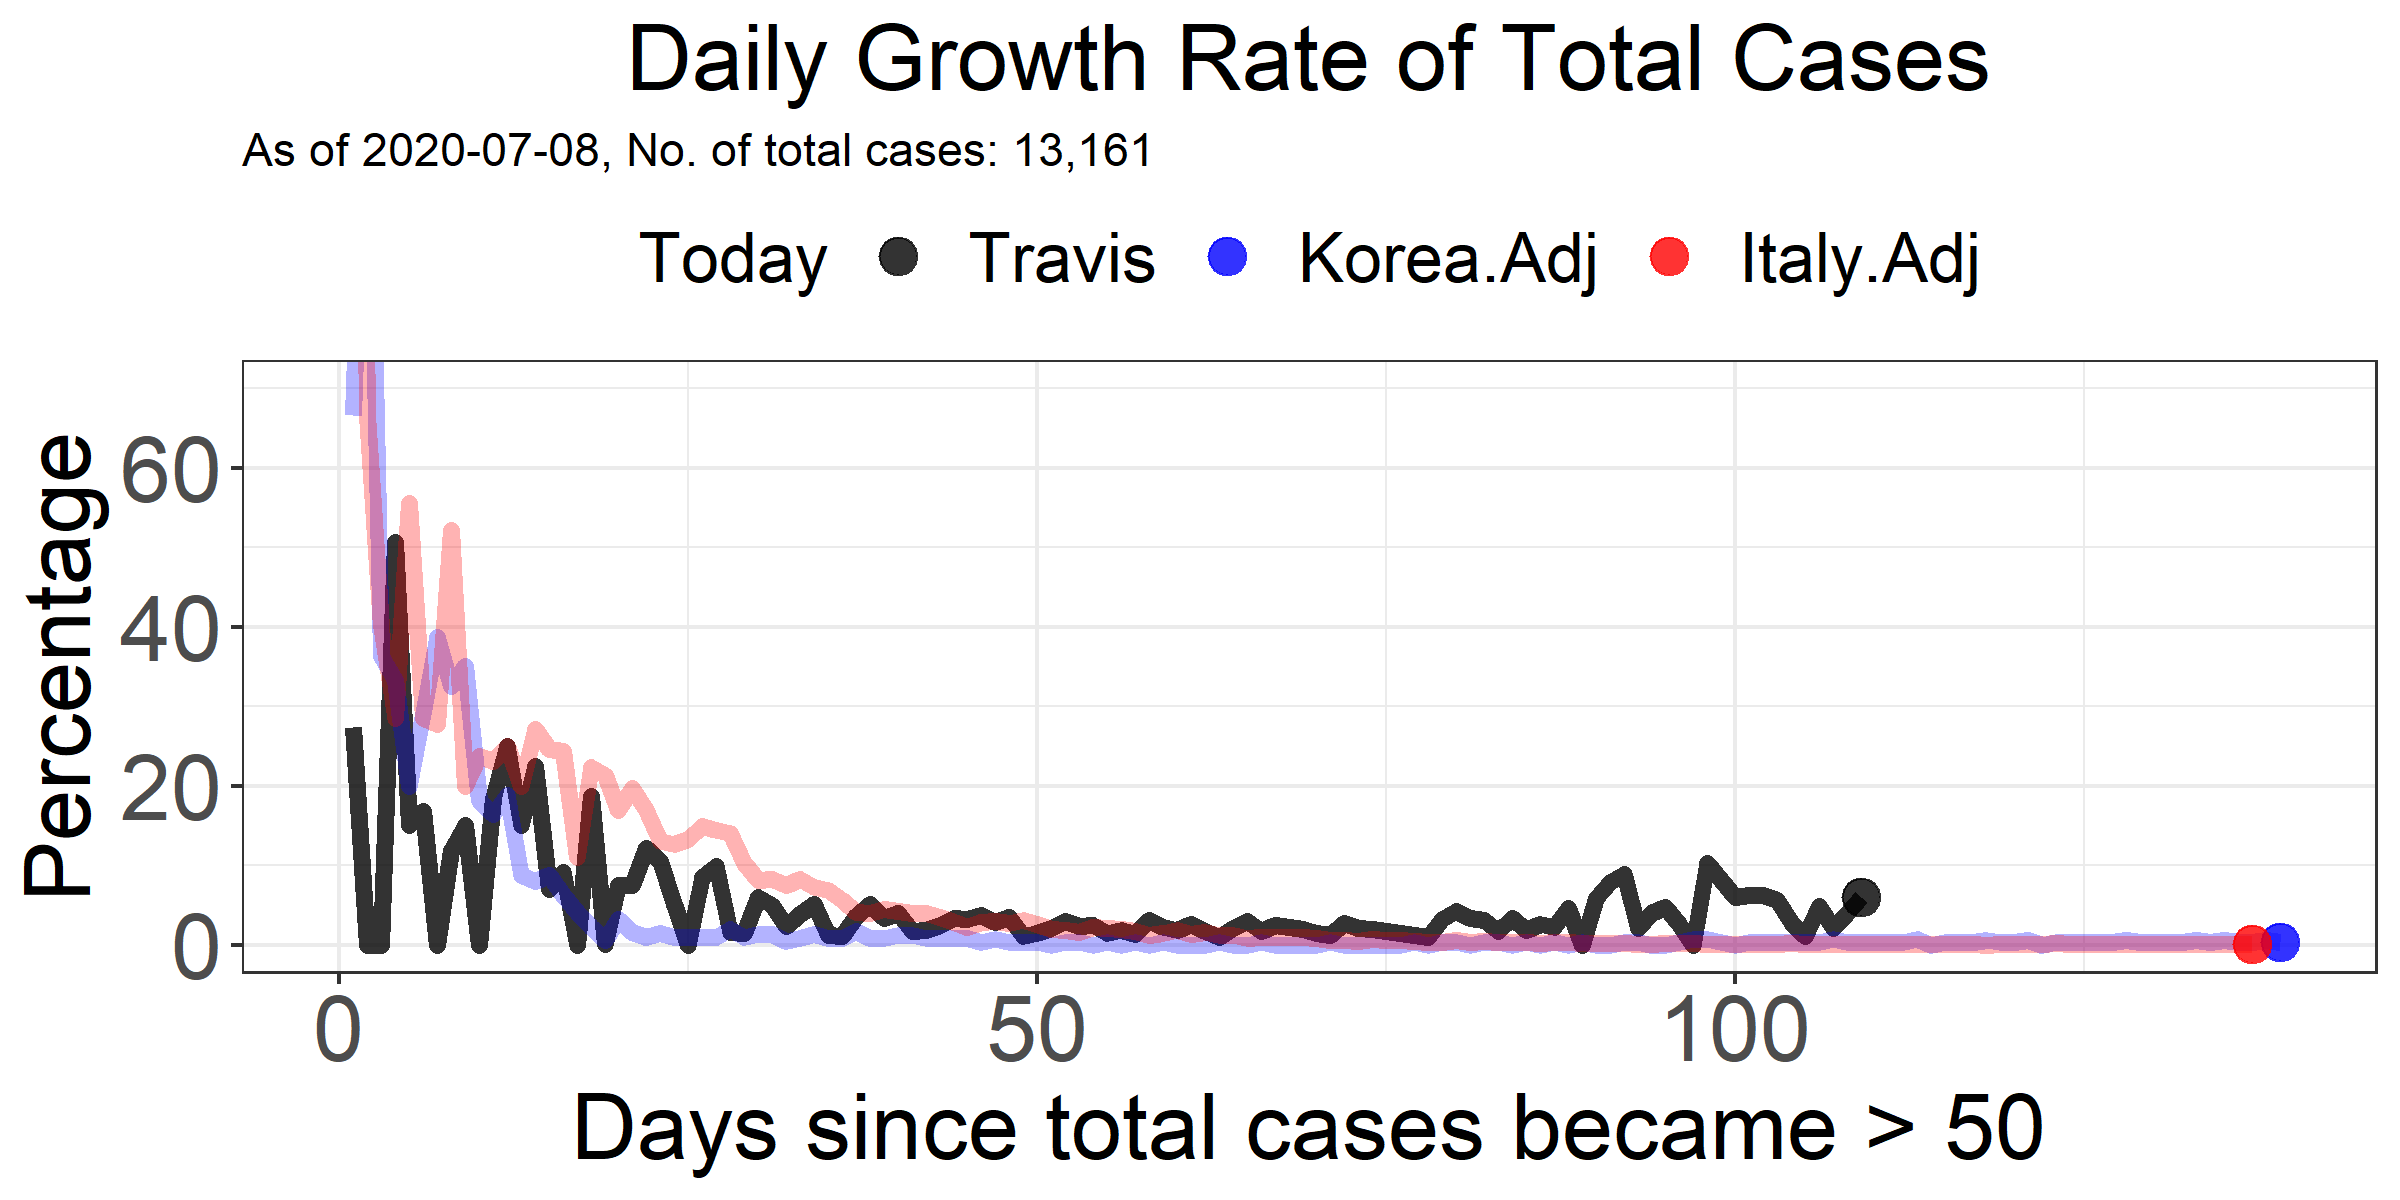 Daily Growth Rate of Total Cases
As of 2020-07-08, No. of total cases: 13,161
Today Travis Korea.Adj Italy.Adj
Percentage
60
40
20
0
0 50 100
Days since total cases became > 50